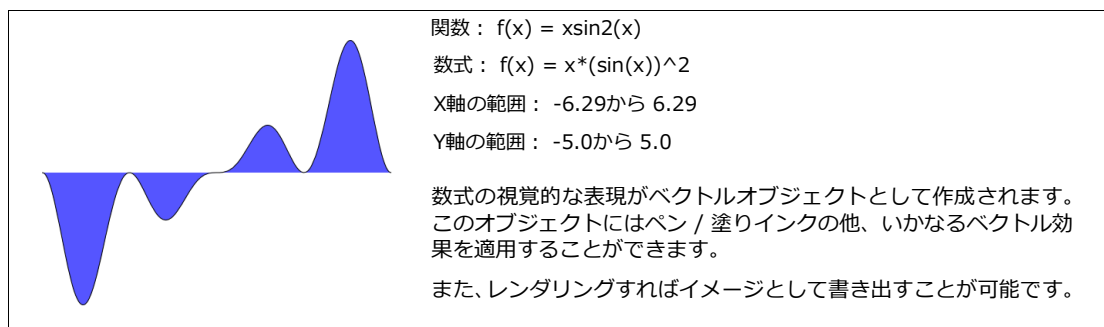 関数： f(x) = xsin2(x)
数式： f(x) = x*(sin(x))^2
X軸の範囲： -6.29から 6.29
Y軸の範囲： -5.0から 5.0
数式の視覚的な表現がベクトルオブジェクトとして作成されます。
このオブジェクトにはペン / 塗りインクの他、いかなるベクトル効
果を適用することができます。
また、レンダリングすればイメージとして書き出すことが可能です。